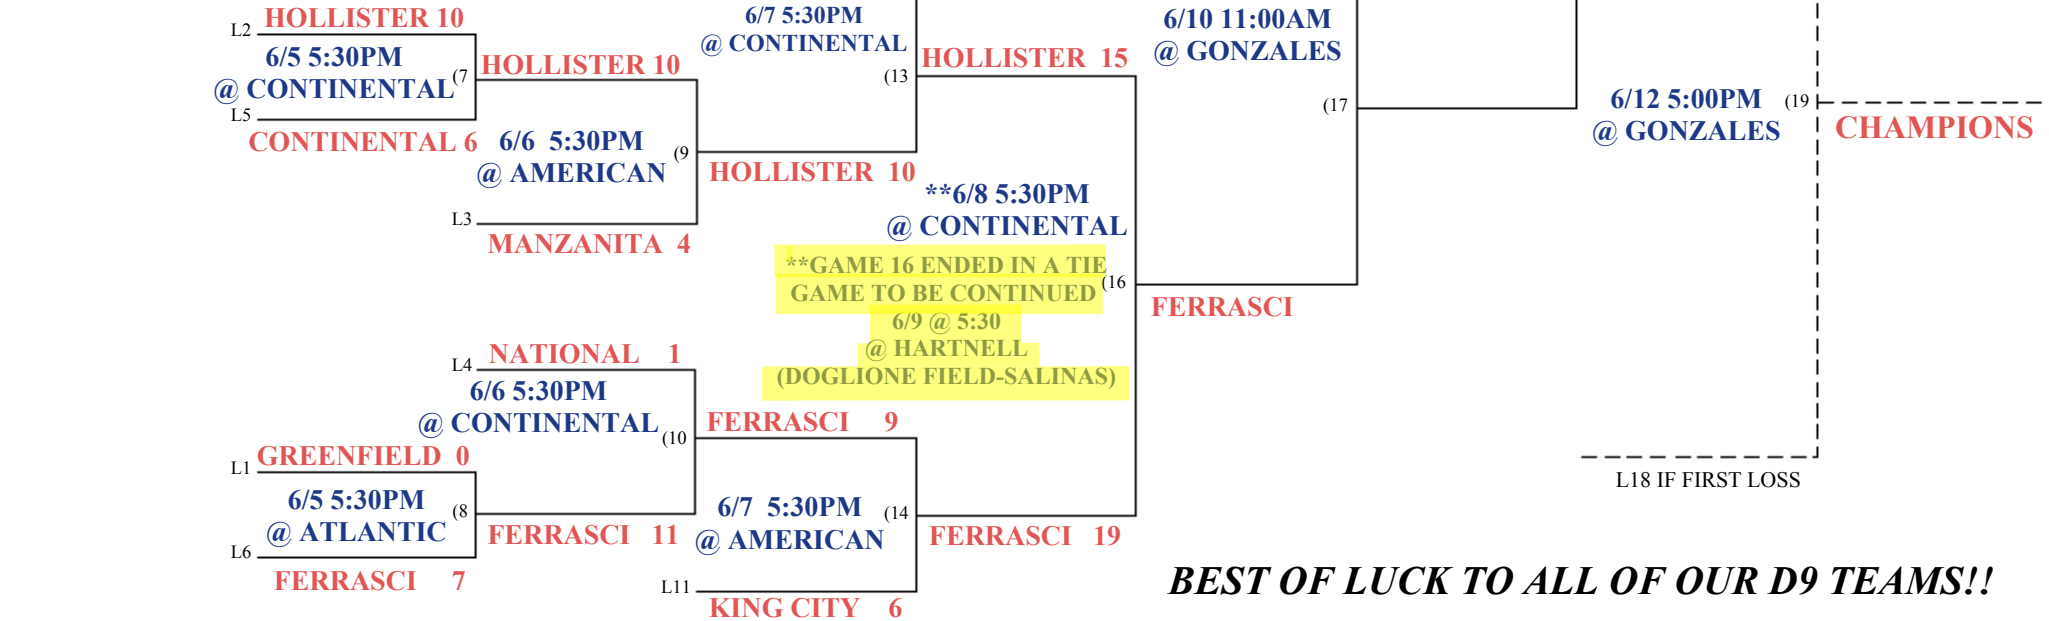 L2
HOLLISTER 10
6/5 5:30PM
@ CONTINENTAL
(7
L5
CONTINENTAL 6
HOLLISTER 10
6/6  5:30PM
@ AMERICAN
(9
L3
MANZANITA  4
6/7 5:30PM
@ CONTINENTAL
(13
HOLLISTER  10
HOLLISTER  15
**6/8 5:30PM
@ CONTINENTAL
**GAME 16 ENDED IN A TIE
GAME TO BE CONTINUED
6/9 @ 5:30
@ HARTNELL
(DOGLIONE FIELD-SALINAS)
(16
L4
NATIONAL   1
6/6 5:30PM
@ CONTINENTAL
(10
L1
GREENFIELD  0
6/5 5:30PM
@ ATLANTIC
(8
L6
FERRASCI    7
FERRASCI   11
FERRASCI    9
6/7  5:30PM
@ AMERICAN
(14
L11
KING CITY    6
FERRASCI   19
6/10 11:00AM
@ GONZALES
(17
FERRASCI
6/12 5:00PM
@ GONZALES
(19
CHAMPIONS
L18 IF FIRST LOSS
BEST OF LUCK TO ALL OF OUR D9 TEAMS!!